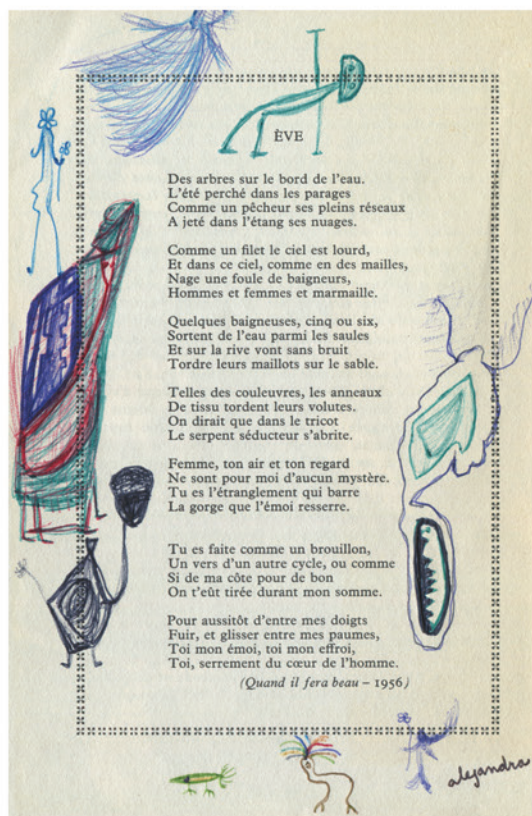 ÈVE
Des arbres sur le bord de l'eau.
L'été perché dans les parages
Comme un pêcheur ses pleins réseaux
A jeté dans l'étang ses nuages.
Comme un filet le ciel est lourd,
Et dans ce ciel, comme en des mailles,
Nage une foule de baigneurs,
Hommes et femmes et marmaille.
Quelques baigneuses, cinq ou six,
Sortent de l'eau parmi les saules
Et sur la rive vont sans bruit
Tordre leurs maillots sur le sable.
Telles des couleuvres, les anneaux
De tissu tordent leurs volutes.
On dirait que dans le tricot
Le serpent séducteur s'abrite.
Femme, ton air et ton regard
Ne sont pour moi d'aucun mystère.
Tu es l'étranglement qui barre
La gorge que l'émoi resserre.
Tu es faite comme un brouillon,
Un vers d'un autre cycle, ou comme
Si de ma côte pour de bon
On t'eût tirée durant mon somme.
Pour aussitôt d'entre mes doigts
Fuir, et glisser entre mes paumes,
Toi mon émoi, toi mon effroi,
Toi, serrement du cœur de l'homme.
(Quand il fera beau – 1956)
alejandra